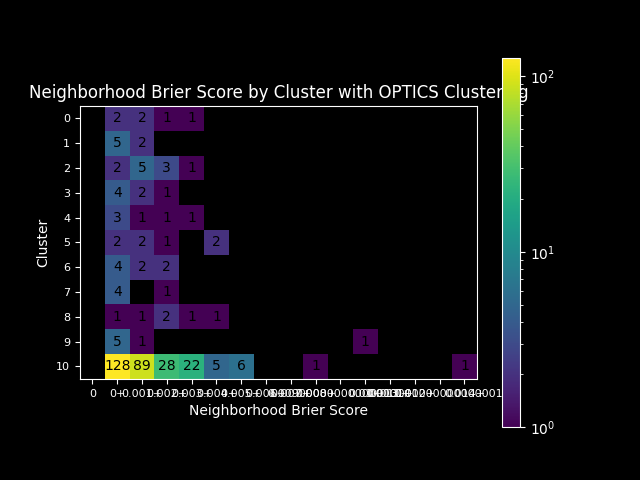 Neighborhood Brier Score by Cluster with OPTICS Clustering
0 2 2 1 1
1 5 2
2 2 5 3 1
3 4 2 1
4 3 1 1 1
5 2 2 1 2
6 4 2 2
7 4 1
8 1 1 2 1 1
9 5 1 1
10 128 89 28 22 5 6 1 1
Cluster
0
Neighborhood Brier Score
10²
10¹
10⁰